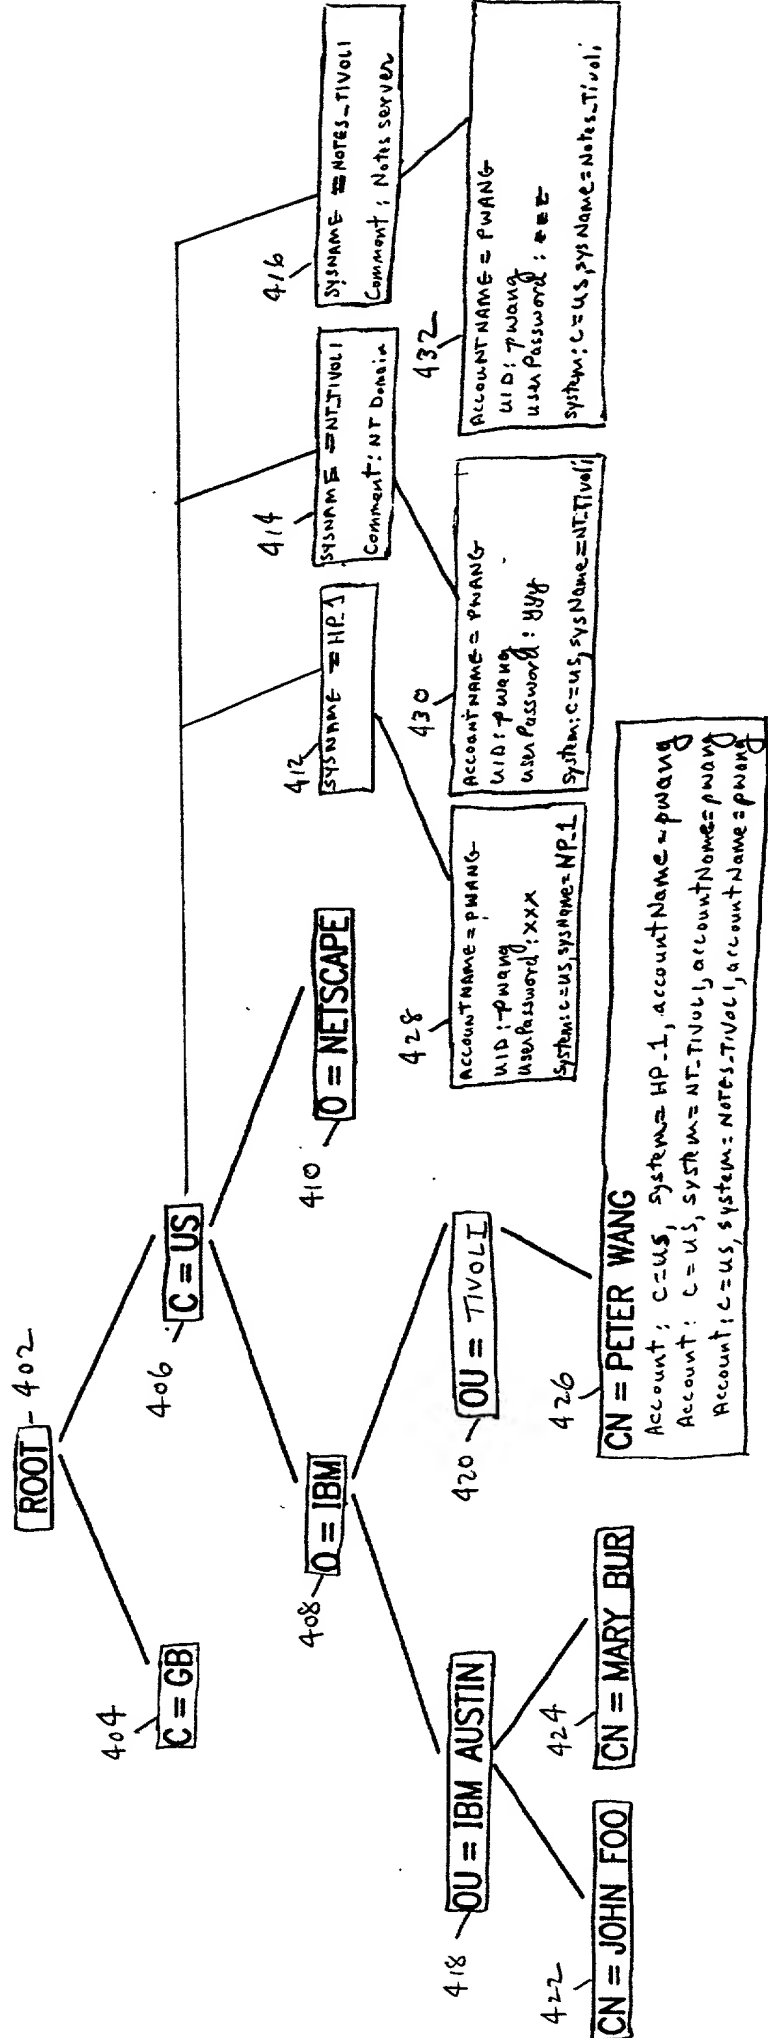 ROOT
402
C = GB
404
C = US
406
O = IBM
408
O = NETSCAPE
410
SYSNAME = HP_1
412
SYSNAME = NT_TIVOLI
Comment: NT Domain
414
SYSNAME = NOTES_TIVOLI
Comment: Notes server
416
OU = IBM AUSTIN
418
OU = TIVOLI
420
ACCOUNTNAME = PWANG
UID: pwang
userPassword: xxx
System: c=us, sysName=NP_1
428
ACCOUNTNAME = PWANG
UID: pwang
userPassword: yyy
System: c=us, sysName=NT_Tivoli
430
ACCOUNTNAME = PWANG
UID: pwang
userPassword:
system: c=us, sysName=Notes_Tivoli
432
CN = JOHN FOO
422
CN = MARY BUR
424
CN = PETER WANG
Account: c=us, system=HP_1, accountName=pwang
Account: c=us, system=NT_TIVOLI, accountName=pwang
Account: c=us, system=NOTES_TIVOLI, accountName=pwang
426